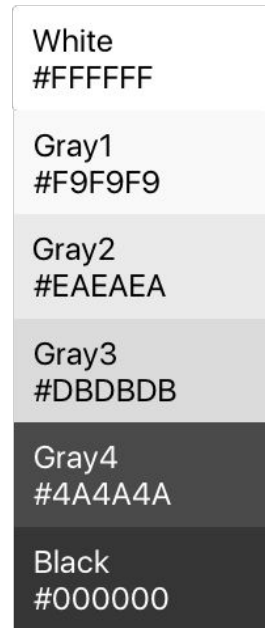 White
#FFFFFF
Gray1
#F9F9F9
Gray2
#EAEAEA
Gray3
#DBDBDB
Gray4
#4A4A4A
Black
#000000